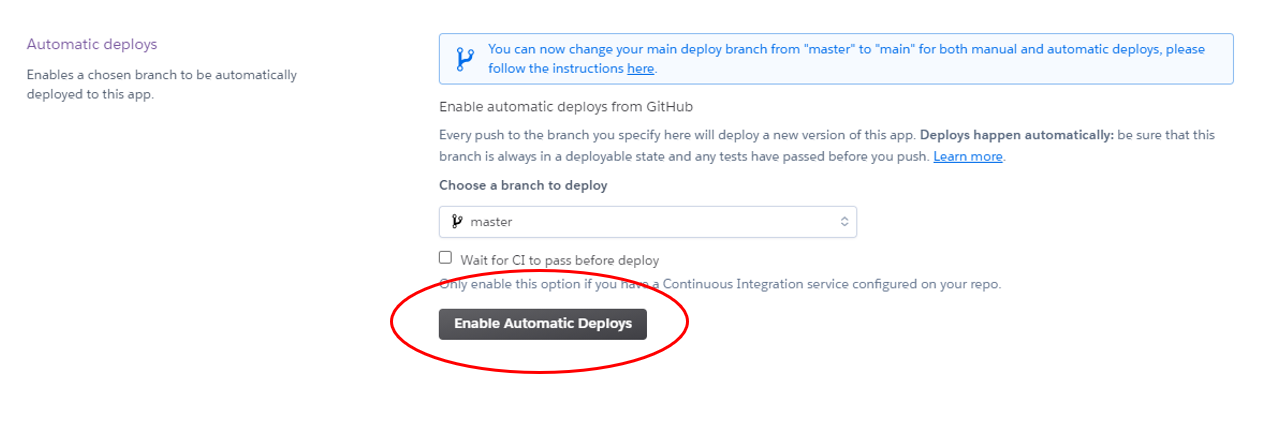 Automatic deploys
Enables a chosen branch to be automatically
deployed to this app.
You can now change your main deploy branch from "master" to "main" for both manual and automatic deploys, please
follow the instructions here.
Enable automatic deploys from GitHub
Every push to the branch you specify here will deploy a new version of this app. Deploys happen automatically: be sure that this
branch is always in a deployable state and any tests have passed before you push. Learn more.
Choose a branch to deploy
master
Wait for CI to pass before deploy
Only enable this option if you have a Continuous Integration service configured on your repo.
Enable Automatic Deploys